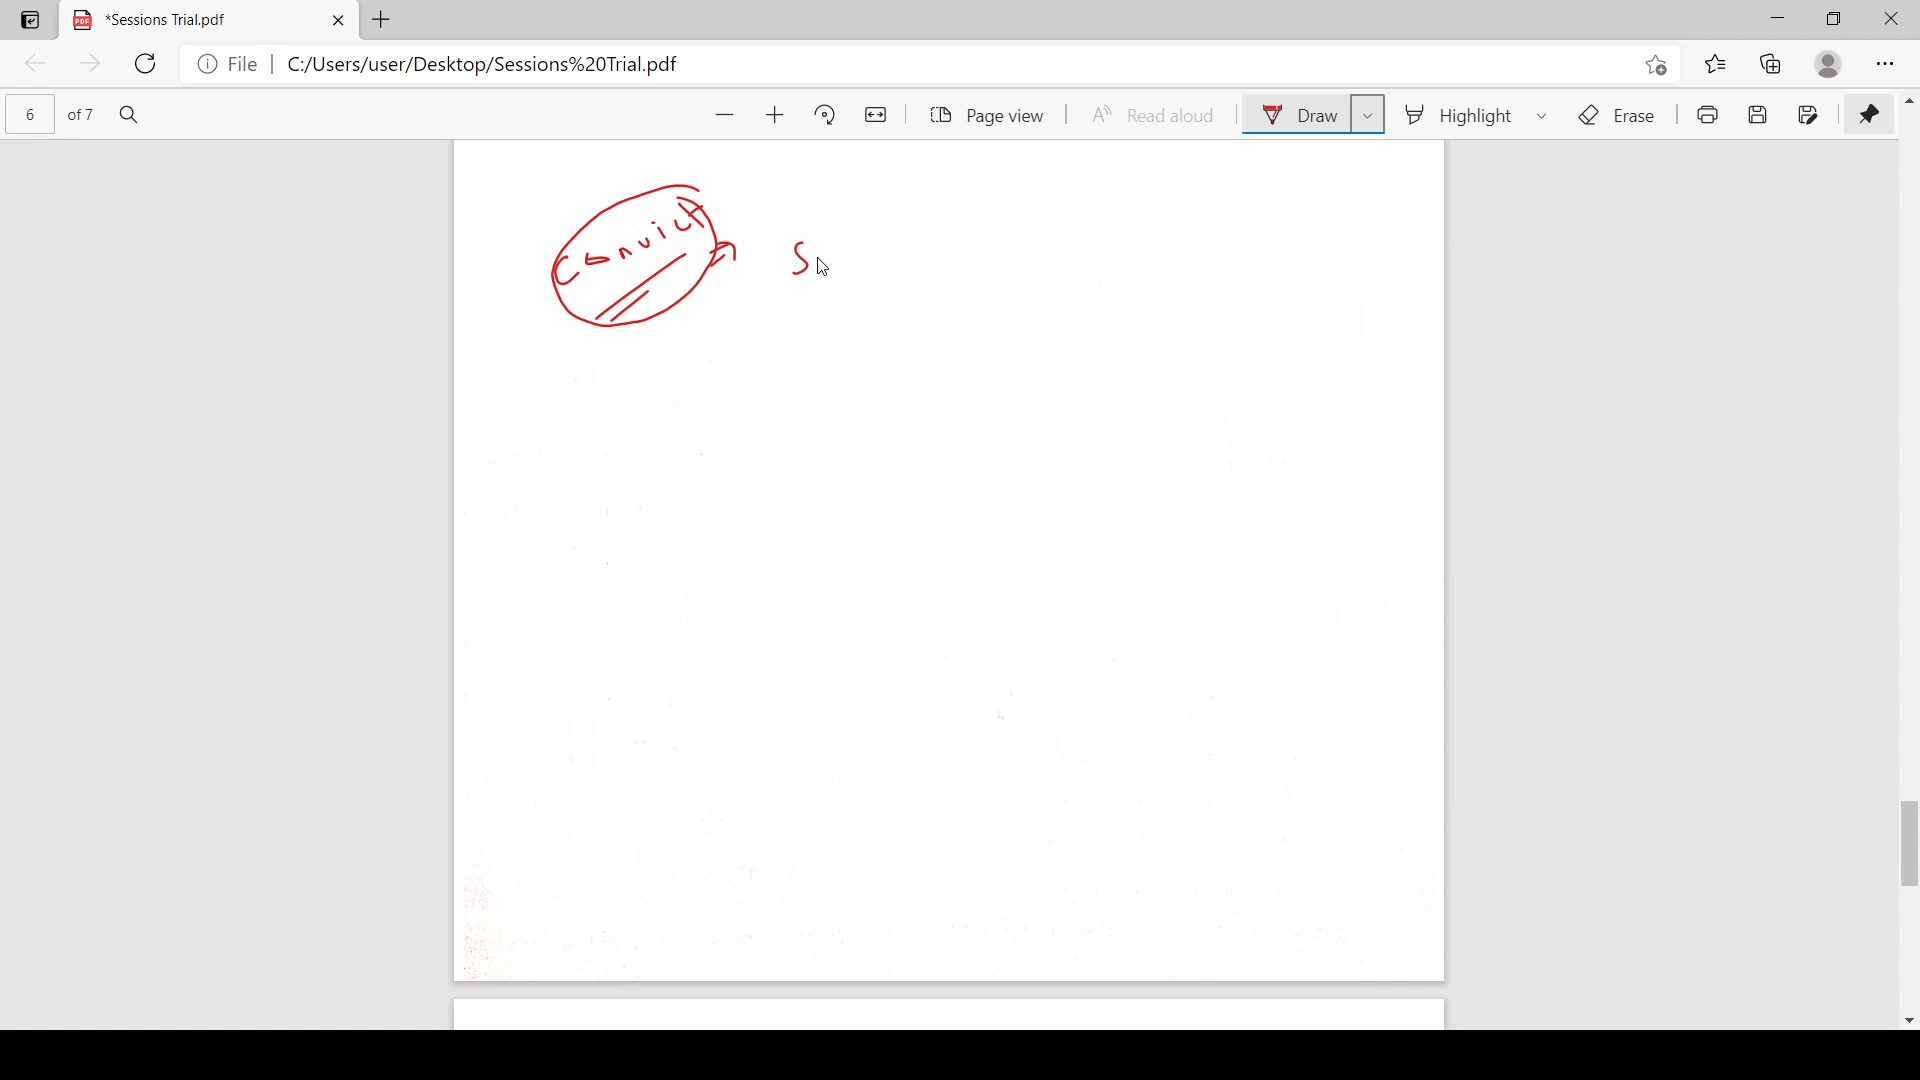 *Sessions Trial.pdf
File | C:/Users/user/Desktop/Sessions%20Trial.pdf
6 of 7 Page view Read aloud Draw Highlight Erase
Convict
S